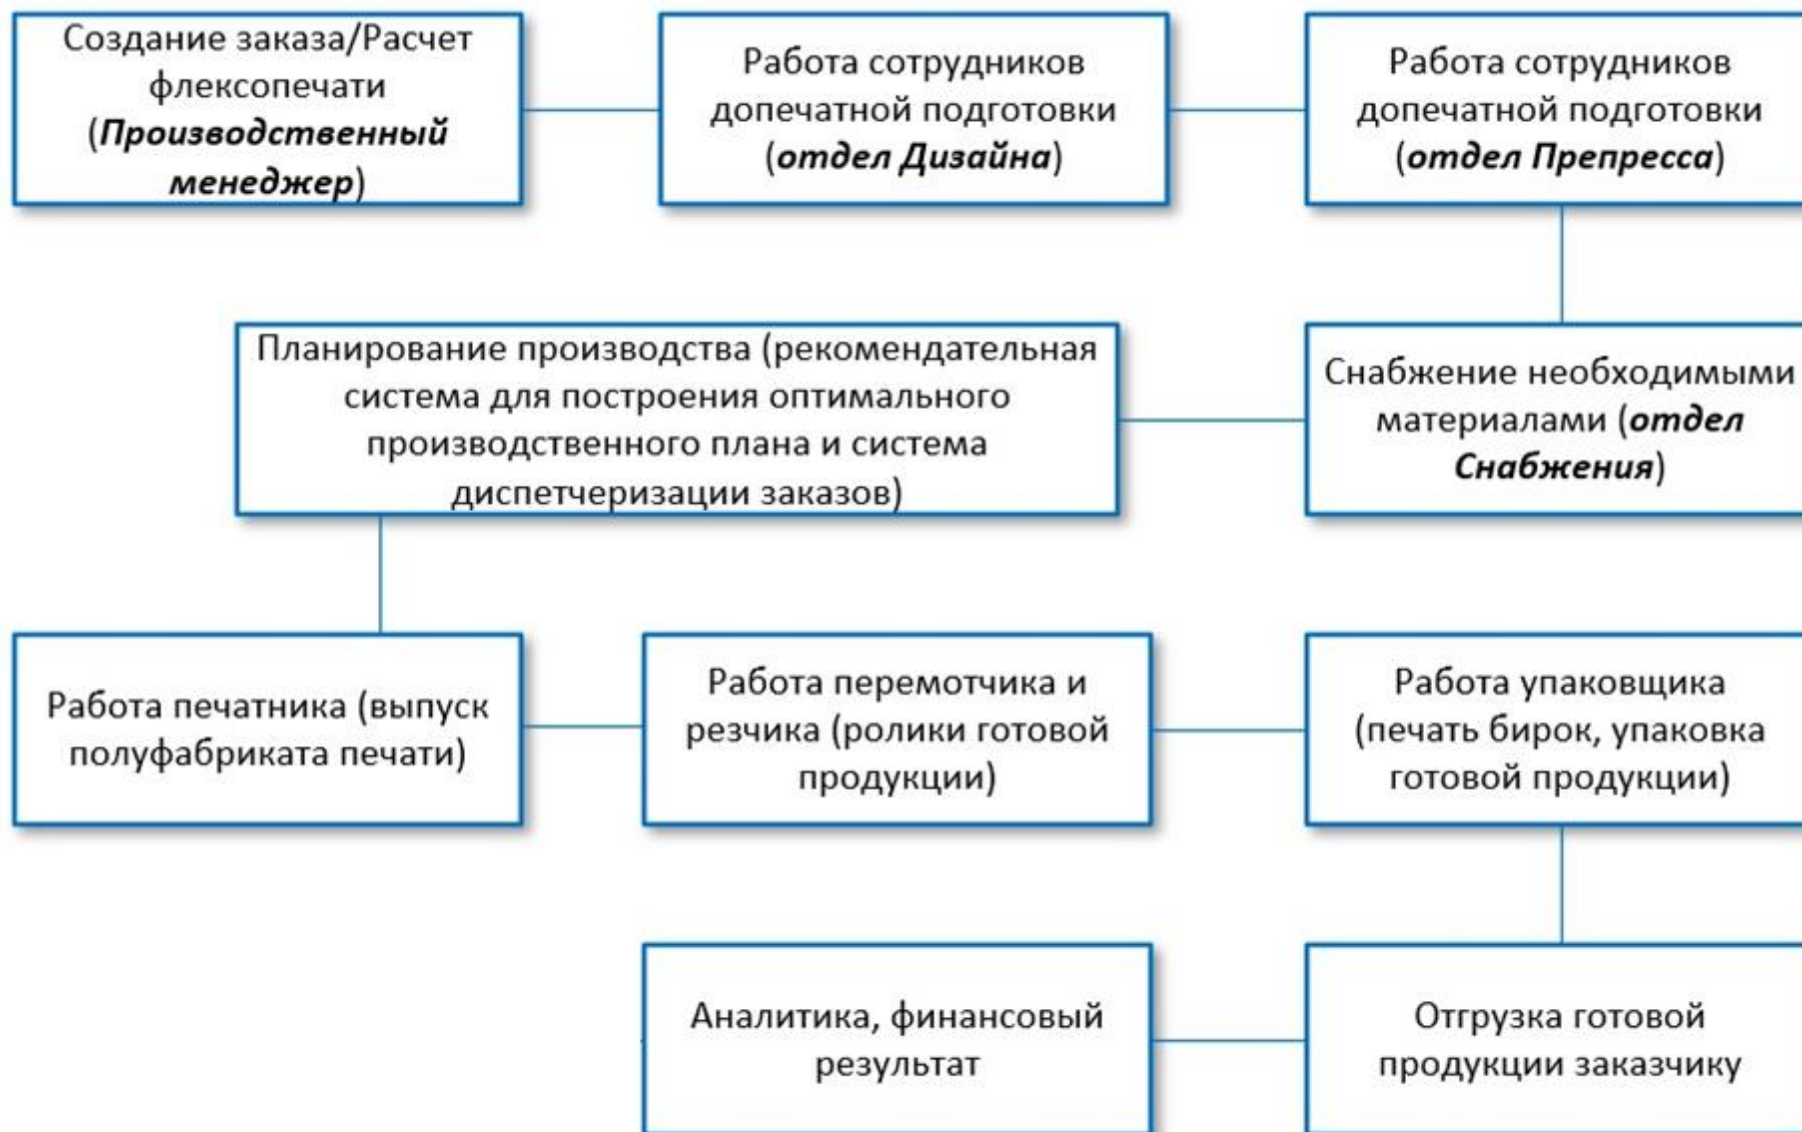 Создание заказа/Расчет
флексопечати
(Производственный
менеджер)
Работа сотрудников
допечатной подготовки
(отдел Дизайна)
Работа сотрудников
допечатной подготовки
(отдел Препресса)
Снабжение необходимыми
материалами (отдел
Снабжения)
Планирование производства (рекомендательная
система для построения оптимального
производственного плана и система
диспетчеризации заказов)
Работа печатника (выпуск
полуфабриката печати)
Работа перемотчика и
резчика (ролики готовой
продукции)
Работа упаковщика
(печать бирок, упаковка
готовой продукции)
Отгрузка готовой
продукции заказчику
Аналитика, финансовый
результат